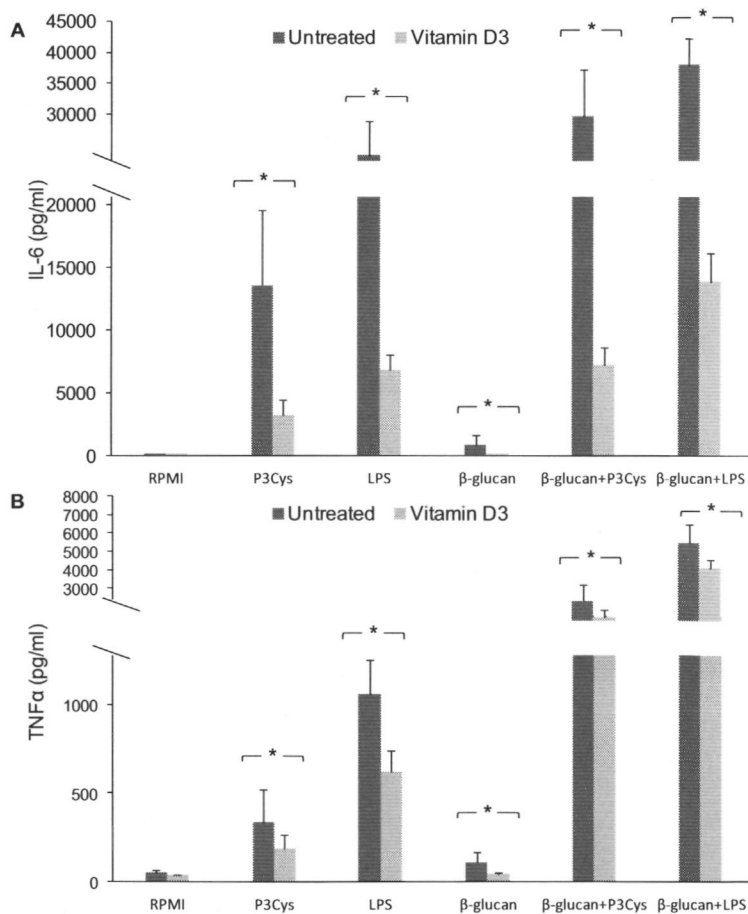 A
Untreated Vitamin D3
45000
40000
35000
30000
20000
15000
10000
5000
0
IL-6 (pg/ml)
* * * * *
RPMI P3Cys LPS β-glucan β-glucan+P3Cys β-glucan+LPS
B
Untreated Vitamin D3
8000
7000
6000
5000
4000
3000
1000
500
0
TNFα (pg/ml)
* * * * *
RPMI P3Cys LPS β-glucan β-glucan+P3Cys β-glucan+LPS